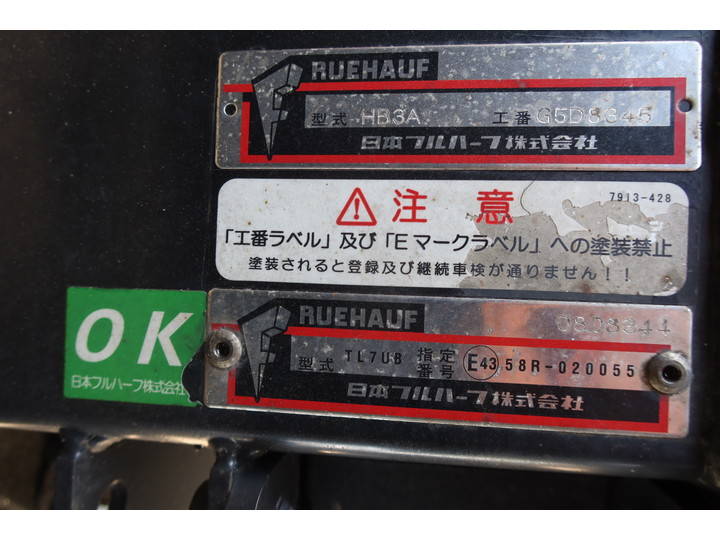 FRUEHAUF
型式 HB3A 工番 G5D8345
日本フルハーフ株式会社
注意
7913-428
「工番ラベル」及び「Eマークラベル」への塗装禁止
塗装されると登録及び継続車検が通りません!!
OK
日本フルハーフ株式会社
FRUEHAUF
型式 TL7UB 指定番号 E43 58R-020055
日本フルハーフ株式会社